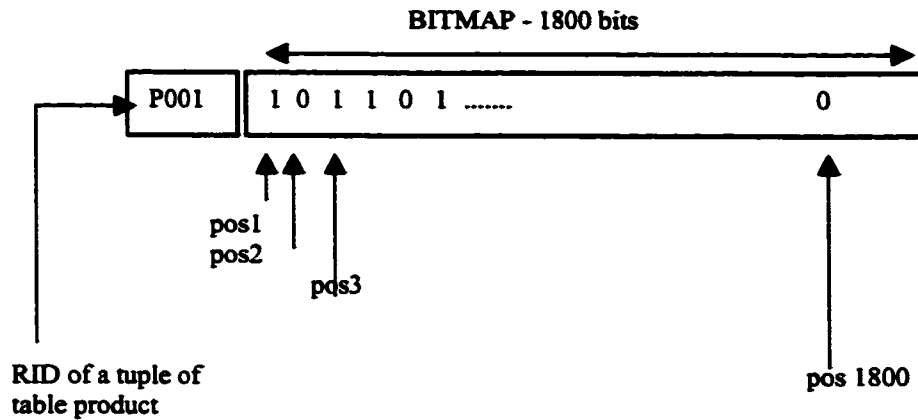 BITMAP - 1800 bits
P001 1 0 1 1 0 1 ....... 0
pos1
pos2
pos3
RID of a tuple of
table product
pos 1800